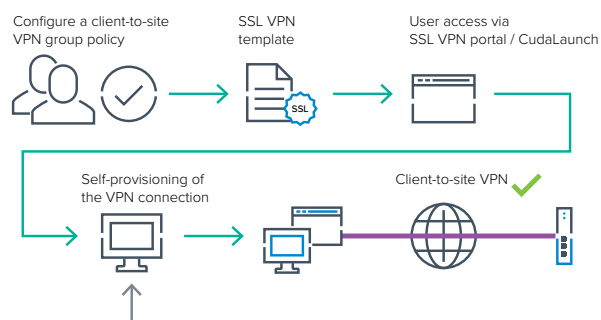 Configure a client-to-site
VPN group policy
SSL VPN
template
User access via
SSL VPN portal / CudaLaunch
SSL
Self-provisioning of
the VPN connection
Client-to-site VPN